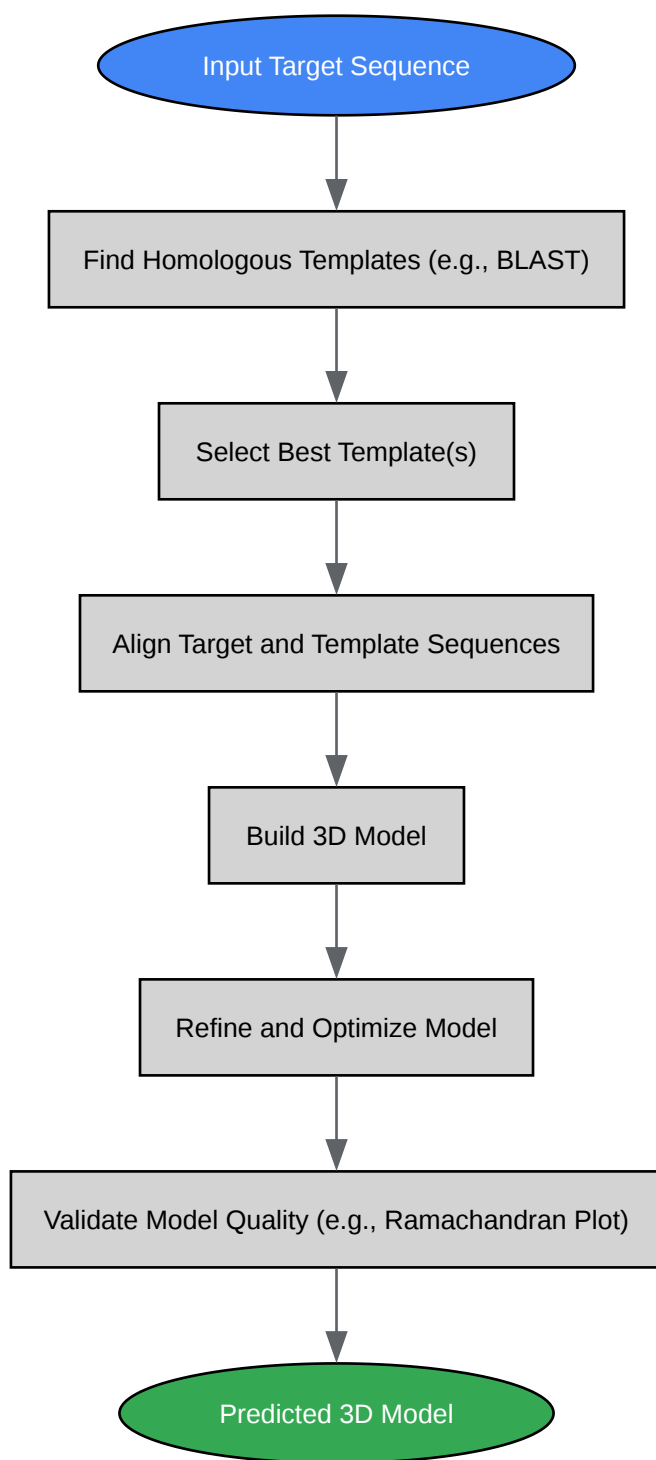 Input Target Sequence
Find Homologous Templates (e.g., BLAST)
Select Best Template(s)
Align Target and Template Sequences
Build 3D Model
Refine and Optimize Model
Validate Model Quality (e.g., Ramachandran Plot)
Predicted 3D Model